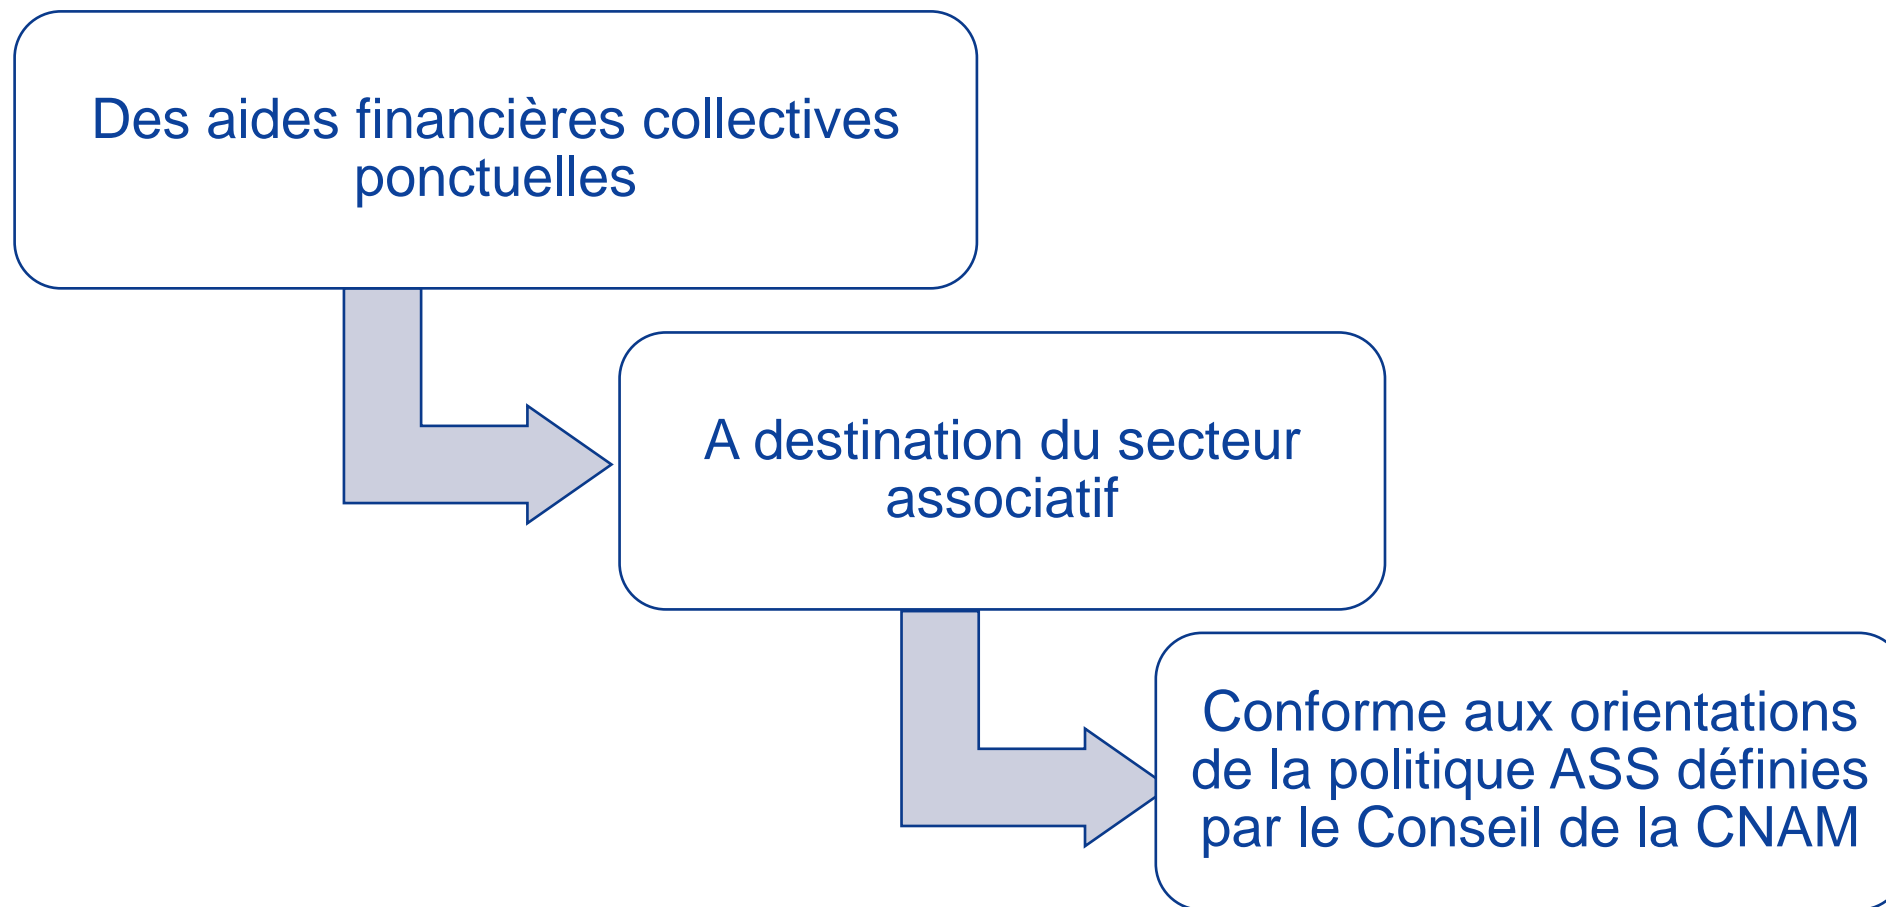 Des aides financières collectives
ponctuelles
A destination du secteur
associatif
Conforme aux orientations
de la politique ASS définies
par le Conseil de la CNAM